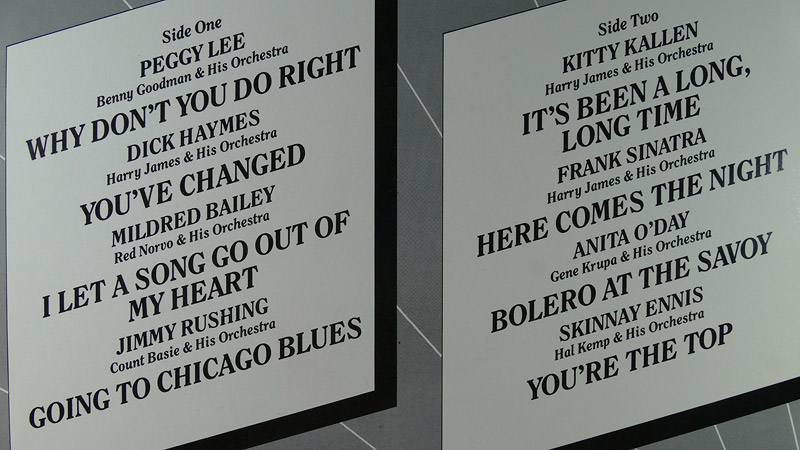 Side One
PEGGY LEE
Benny Goodman & His Orchestra
WHY DON'T YOU DO RIGHT
DICK HAYMES
Harry James & His Orchestra
YOU'VE CHANGED
MILDRED BAILEY
Red Norvo & His Orchestra
I LET A SONG GO OUT OF
MY HEART
JIMMY RUSHING
Count Basie & His Orchestra
GOING TO CHICAGO BLUES
Side Two
KITTY KALLEN
Harry James & His Orchestra
IT'S BEEN A LONG,
LONG TIME
FRANK SINATRA
Harry James & His Orchestra
HERE COMES THE NIGHT
ANITA O'DAY
Gene Krupa & His Orchestra
BOLERO AT THE SAVOY
SKINNAY ENNIS
Hal Kemp & His Orchestra
YOU'RE THE TOP